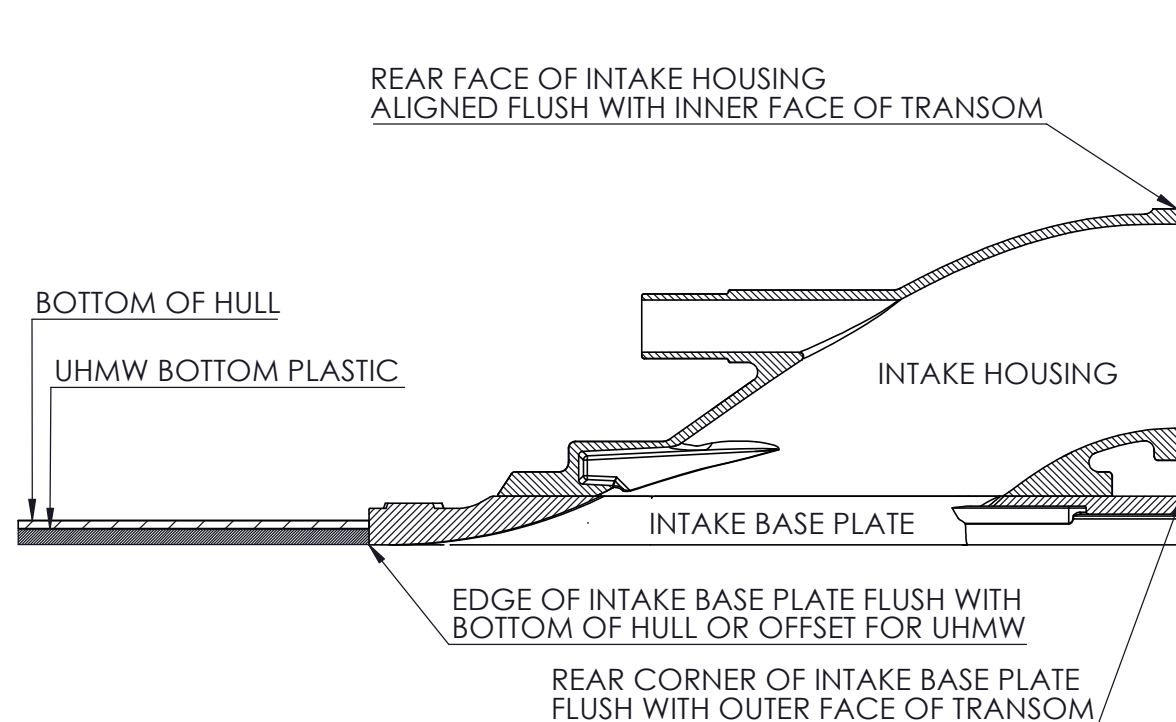 REAR FACE OF INTAKE HOUSING
ALIGNED FLUSH WITH INNER FACE OF TRANSOM
BOTTOM OF HULL
UHMW BOTTOM PLASTIC
INTAKE HOUSING
INTAKE BASE PLATE
EDGE OF INTAKE BASE PLATE FLUSH WITH
BOTTOM OF HULL OR OFFSET FOR UHMW
REAR CORNER OF INTAKE BASE PLATE
FLUSH WITH OUTER FACE OF TRANSOM